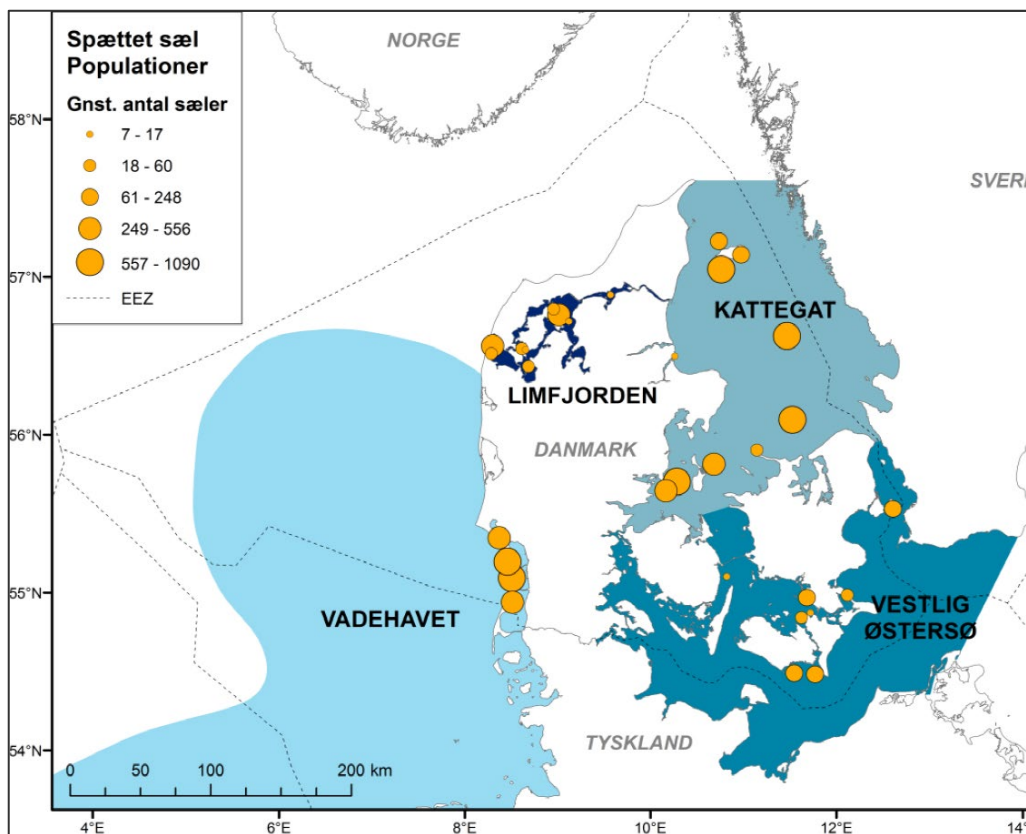 Spættet sæl
Populationer
Gnst. antal sæler
7 - 17
18 - 60
61 - 248
249 - 556
557 - 1090
EEZ
NORGE
SVERI
KATTEGAT
LIMFJORDEN
DANMARK
VADEHAVET
VESTLIG
ØSTERSØ
TYSKLAND
58°N
57°N
56°N
55°N
54°N
0 50 100 200 km
4°E 6°E 8°E 10°E 12°E 14°